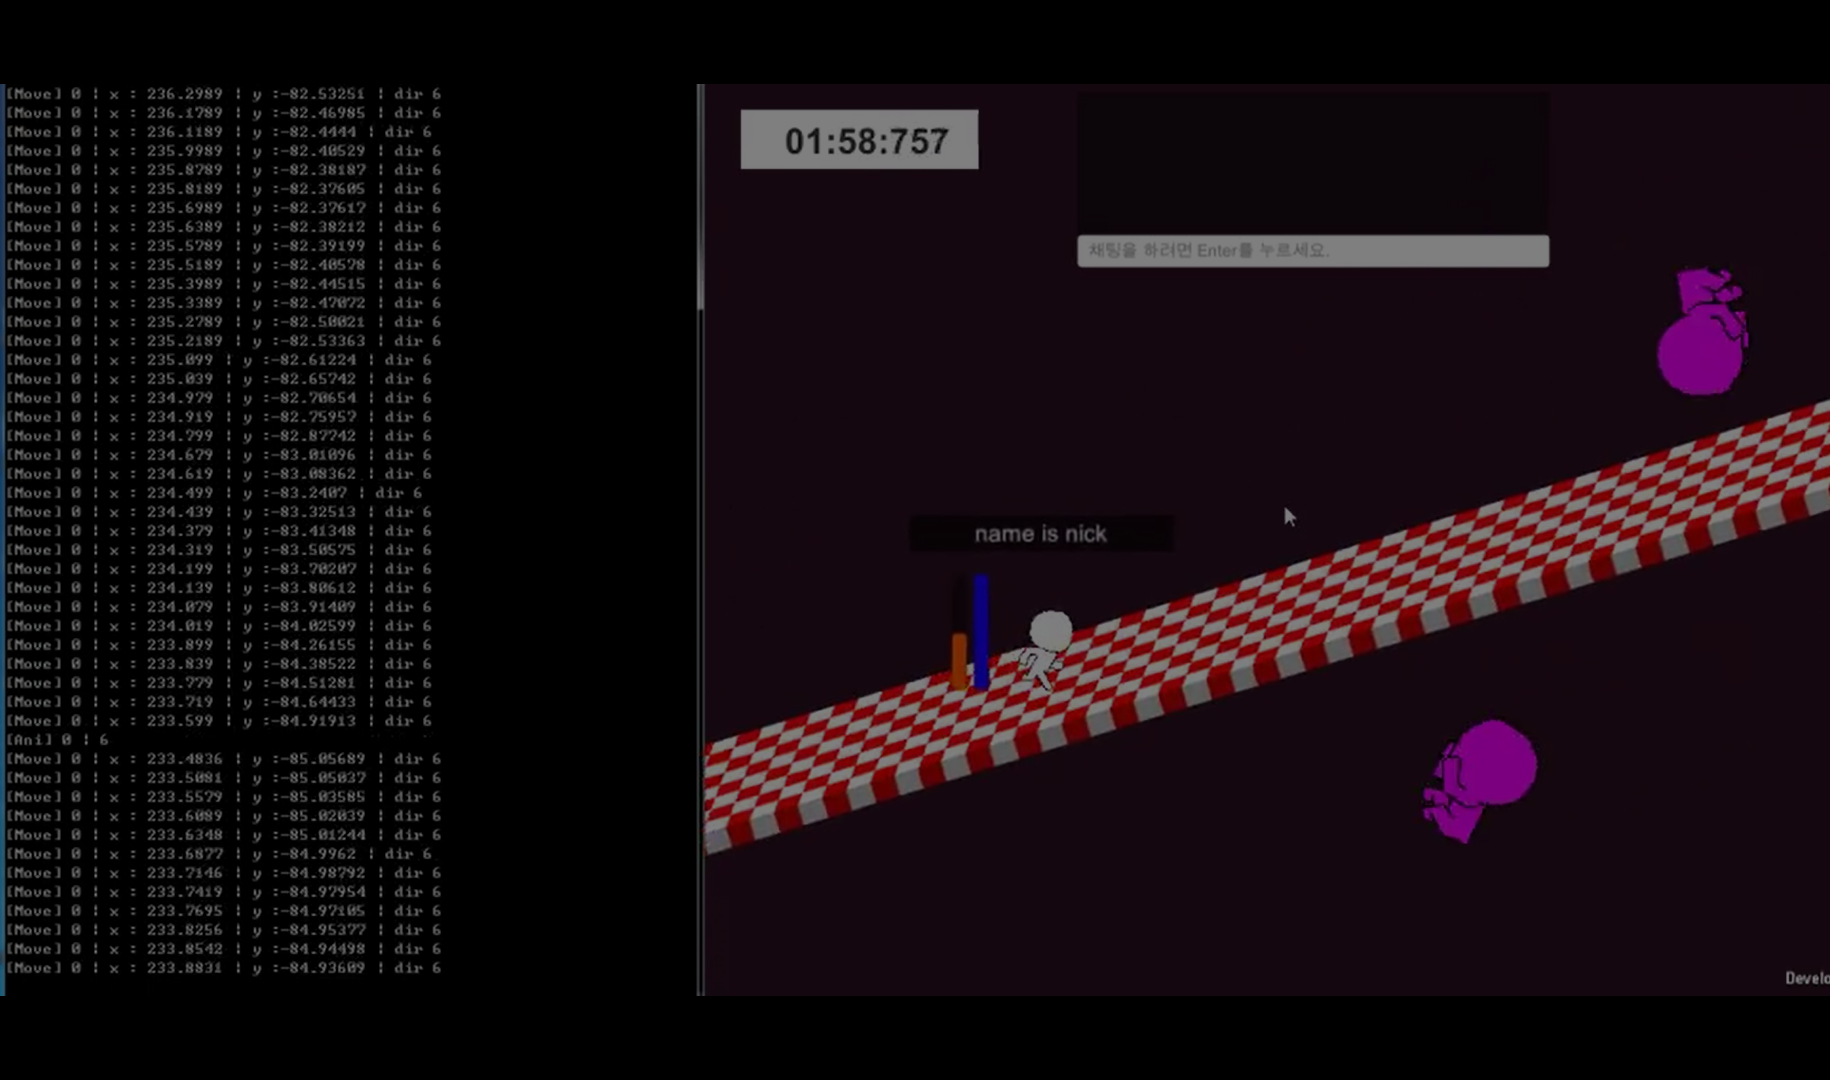 [Move] 0 | x : 236.2989 | y :-82.53251 | dir 6
[Move] 0 | x : 236.1789 | y :-82.46985 | dir 6
[Move] 0 | x : 236.1189 | y :-82.4444 | dir 6
[Move] 0 | x : 235.9989 | y :-82.40529 | dir 6
[Move] 0 | x : 235.8789 | y :-82.38187 | dir 6
[Move] 0 | x : 235.8189 | y :-82.37605 | dir 6
[Move] 0 | x : 235.6989 | y :-82.37617 | dir 6
[Move] 0 | x : 235.6389 | y :-82.38212 | dir 6
[Move] 0 | x : 235.5789 | y :-82.39199 | dir 6
[Move] 0 | x : 235.5189 | y :-82.40578 | dir 6
[Move] 0 | x : 235.3989 | y :-82.44515 | dir 6
[Move] 0 | x : 235.3389 | y :-82.47072 | dir 6
[Move] 0 | x : 235.2789 | y :-82.50021 | dir 6
[Move] 0 | x : 235.2189 | y :-82.53363 | dir 6
[Move] 0 | x : 235.099 | y :-82.61224 | dir 6
[Move] 0 | x : 235.039 | y :-82.65742 | dir 6
[Move] 0 | x : 234.979 | y :-82.70654 | dir 6
[Move] 0 | x : 234.919 | y :-82.75957 | dir 6
[Move] 0 | x : 234.799 | y :-82.87742 | dir 6
[Move] 0 | x : 234.679 | y :-83.01096 | dir 6
[Move] 0 | x : 234.619 | y :-83.08362 | dir 6
[Move] 0 | x : 234.499 | y :-83.2407 | dir 6
[Move] 0 | x : 234.439 | y :-83.32513 | dir 6
[Move] 0 | x : 234.379 | y :-83.41348 | dir 6
[Move] 0 | x : 234.319 | y :-83.50575 | dir 6
[Move] 0 | x : 234.199 | y :-83.70207 | dir 6
[Move] 0 | x : 234.139 | y :-83.80612 | dir 6
[Move] 0 | x : 234.079 | y :-83.91409 | dir 6
[Move] 0 | x : 234.019 | y :-84.02599 | dir 6
[Move] 0 | x : 233.899 | y :-84.26155 | dir 6
[Move] 0 | x : 233.839 | y :-84.38522 | dir 6
[Move] 0 | x : 233.779 | y :-84.51281 | dir 6
[Move] 0 | x : 233.719 | y :-84.64433 | dir 6
[Move] 0 | x : 233.599 | y :-84.91913 | dir 6
[Ani] 0 | 6
[Move] 0 | x : 233.4836 | y :-85.05689 | dir 6
[Move] 0 | x : 233.5081 | y :-85.05037 | dir 6
[Move] 0 | x : 233.5579 | y :-85.03585 | dir 6
[Move] 0 | x : 233.6089 | y :-85.02039 | dir 6
[Move] 0 | x : 233.6348 | y :-85.01244 | dir 6
[Move] 0 | x : 233.6877 | y :-84.9962 | dir 6
[Move] 0 | x : 233.7146 | y :-84.98792 | dir 6
[Move] 0 | x : 233.7419 | y :-84.97954 | dir 6
[Move] 0 | x : 233.7695 | y :-84.97105 | dir 6
[Move] 0 | x : 233.8256 | y :-84.95377 | dir 6
[Move] 0 | x : 233.8542 | y :-84.94498 | dir 6
[Move] 0 | x : 233.8831 | y :-84.93609 | dir 6
01:58:757
채팅을 하려면 Enter를 누르세요.
name is nick
Develo